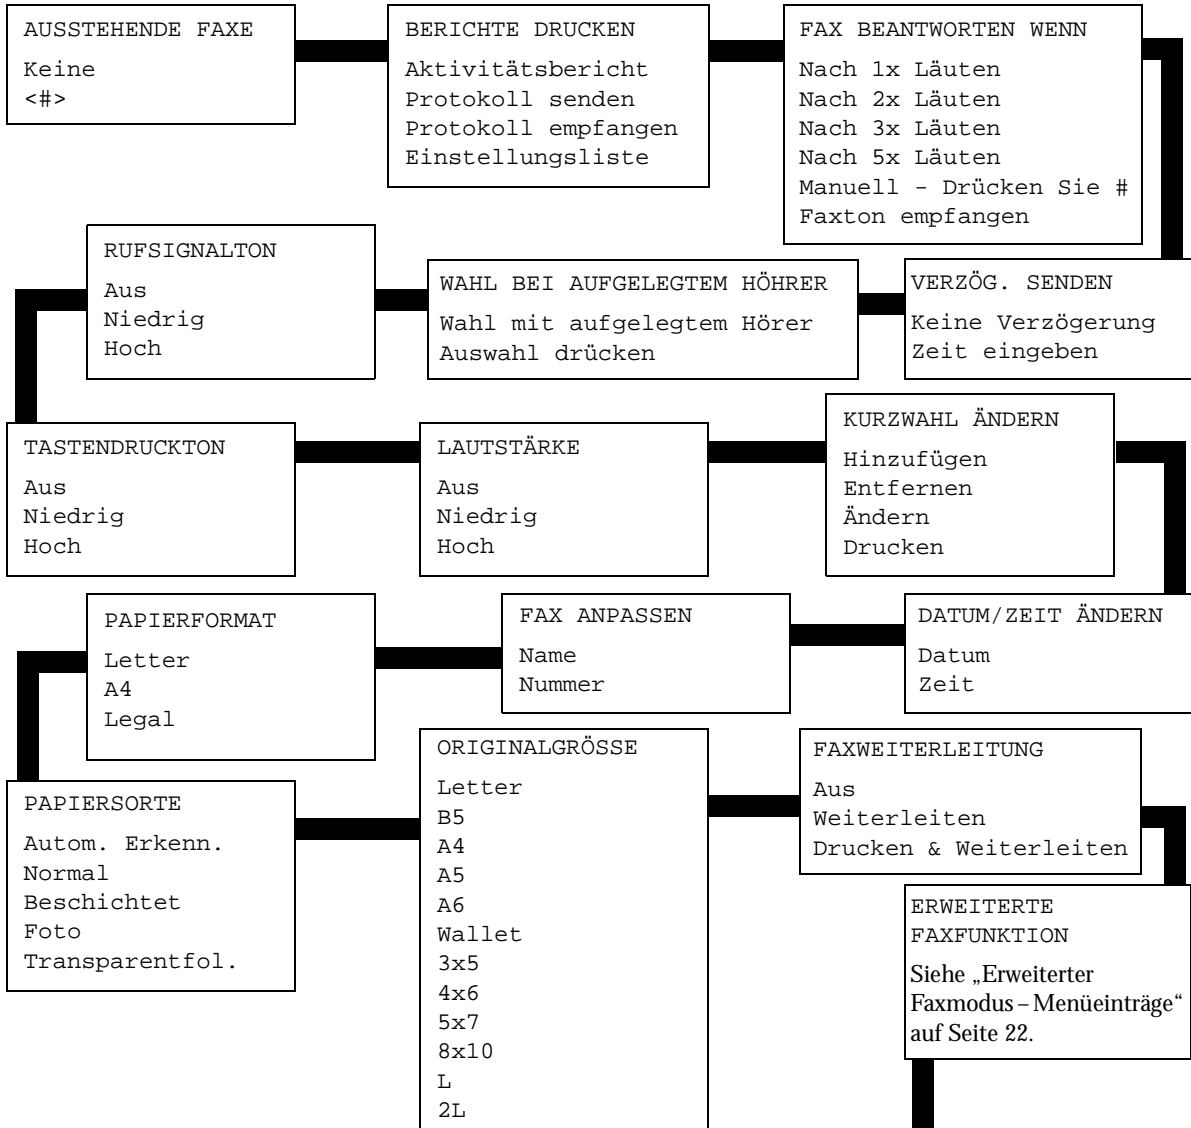 AUSSTEHENDE FAXE
Keine
<#>
BERICHTE DRUCKEN
Aktivitätsbericht
Protokoll senden
Protokoll empfangen
Einstellungsliste
FAX BEANTWORTEN WENN
Nach 1x Läuten
Nach 2x Läuten
Nach 3x Läuten
Nach 5x Läuten
Manuell - Drücken Sie #
Faxton empfangen
VERZÖG. SENDEN
Keine Verzögerung
Zeit eingeben
WAHL BEI AUFGELEGTEM HÖHRER
Wahl mit aufgelegtem Hörer
Auswahl drücken
RUFSIGNALTON
Aus
Niedrig
Hoch
TASTENDRUCKTON
Aus
Niedrig
Hoch
LAUTSTÄRKE
Aus
Niedrig
Hoch
KURZWAHL ÄNDERN
Hinzufügen
Entfernen
Ändern
Drucken
DATUM/ZEIT ÄNDERN
Datum
Zeit
FAX ANPASSEN
Name
Nummer
PAPIERFORMAT
Letter
A4
Legal
PAPIERSORTE
Autom. Erkenn.
Normal
Beschichtet
Foto
Transparentfol.
ORIGINALGRÖSSE
Letter
B5
A4
A5
A6
Wallet
3x5
4x6
5x7
8x10
L
2L
FAXWEITERLEITUNG
Aus
Weiterleiten
Drucken & Weiterleiten
ERWEITERTE
FAXFUNKTION
Siehe „Erweiterter
Faxmodus – Menüeinträge“
auf Seite 22.